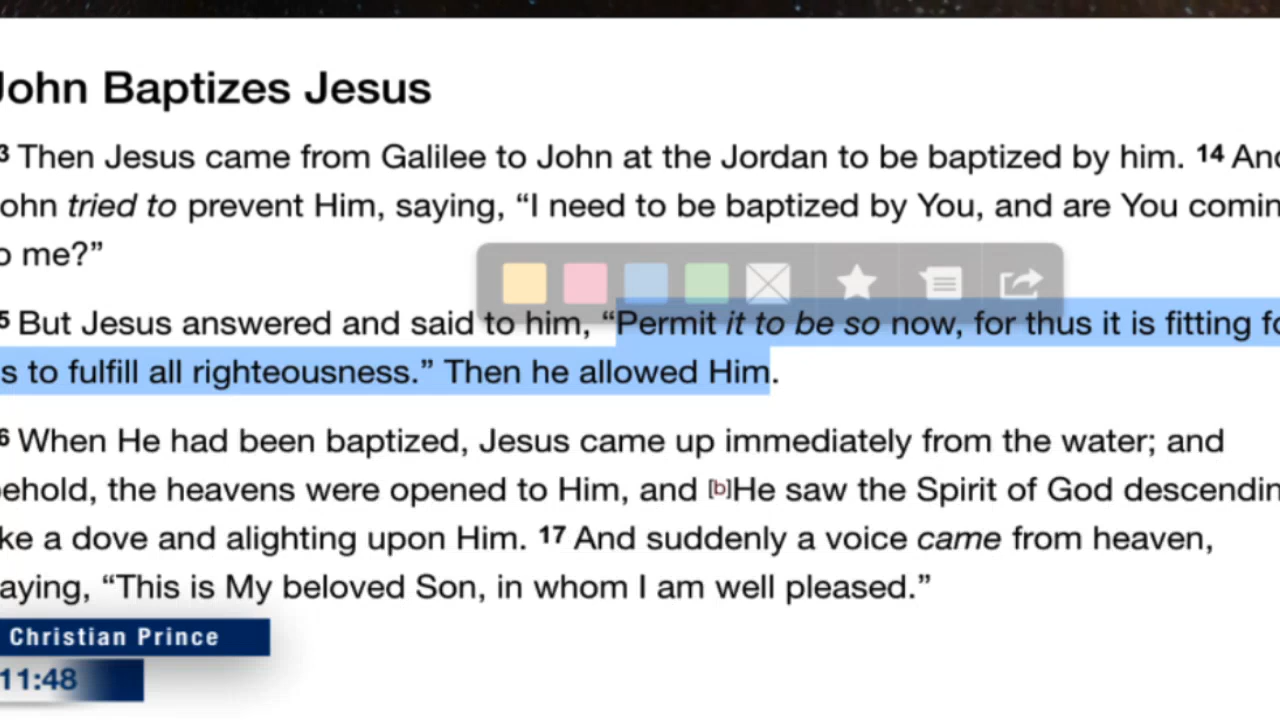 John Baptizes Jesus
3 Then Jesus came from Galilee to John at the Jordan to be baptized by him. 14 And
ohn tried to prevent Him, saying, “I need to be baptized by You, and are You comin
o me?”
5 But Jesus answered and said to him, “Permit it to be so now, for thus it is fitting fo
s to fulfill all righteousness.” Then he allowed Him.
6 When He had been baptized, Jesus came up immediately from the water; and
behold, the heavens were opened to Him, and [b]He saw the Spirit of God descendin
ke a dove and alighting upon Him. 17 And suddenly a voice came from heaven,
aying, “This is My beloved Son, in whom I am well pleased.”
Christian Prince
11:48